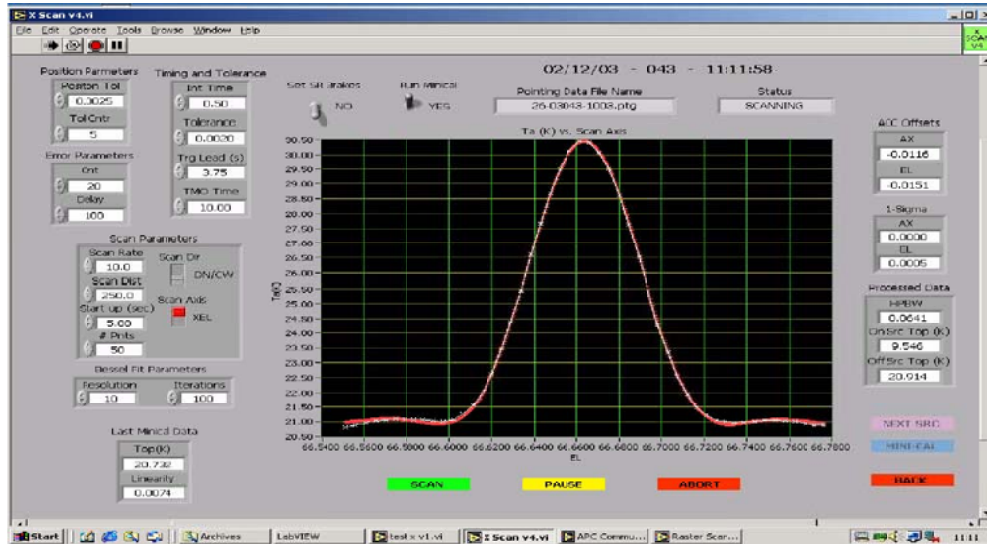 X Scan v4.vi
File Edit Operate Tools Browse Window Help
X SCAN V4
Position Parmeters
Positon Tol
0.0025
TolCntr
5
Error Parameters
Cnt
20
Delay
100
Timing and Tolerance
Int Time
0.50
Tolerance
0.0020
Trg Lead (s)
3.75
TMO Time
10.00
Set SR Brakes
NO
Run Minical
YES
02/12/03 - 043 - 11:11:58
Pointing Data File Name
26-03043-1003.ptg
Status
SCANNING
Scan Parameters
Scan Rate
10.0
Scan Dist
250.0
Start up (sec)
5.00
# Pnts
50
Scan Dir
DN/CW
Scan Axis
XEL
Bessel Fit Parameters
Resolution
10
Iterations
100
Last Minical Data
Top(K)
20.732
Linearity
0.0074
Ta (K) vs. Scan Axis
Ta(K)
30.50
30.00
29.50
29.00
28.50
28.00
27.50
27.00
26.50
26.00
25.50
25.00
24.50
24.00
23.50
23.00
22.50
22.00
21.50
21.00
20.50
66.5400 66.5600 66.5800 66.6000 66.6200 66.6400 66.6600 66.6800 66.7000 66.7200 66.7400 66.7600 66.7800
EL
SCAN
PAUSE
ABORT
ACC Offsets
AX
-0.0116
EL
-0.0151
1-Sigma
AX
0.0000
EL
0.0005
Processed Data
HPBW
0.0641
OnSrc Top (K)
9.546
OffSrc Top (K)
20.914
NEXT SRC
MINI-CAL
BACK
Start
Archives
LabVIEW
test x v1.vi
X Scan v4.vi
APC Commu...
Raster Scar...
11:11